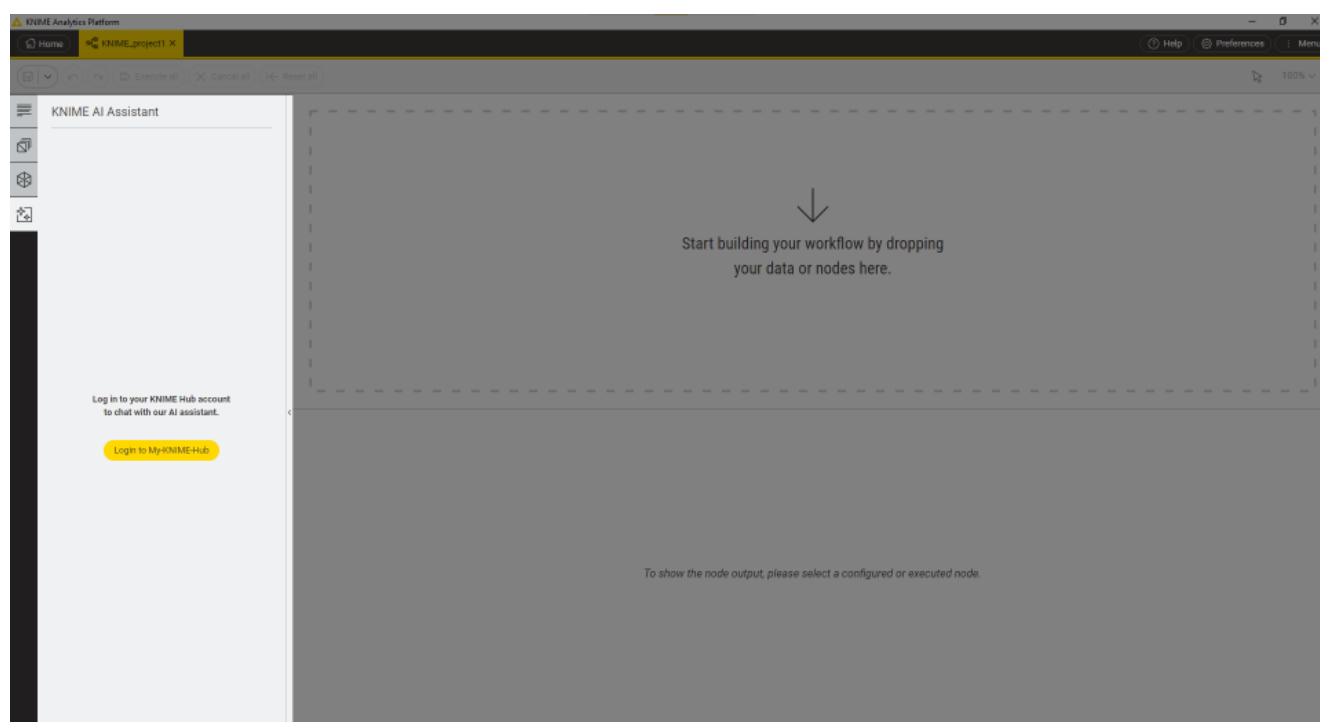 KNIME Analytics Platform
Home
KNIME_project1
Help
Preferences
Menu
Execute all
Cancel all
Reset all
100%
KNIME AI Assistant
Start building your workflow by dropping
your data or nodes here.
Log in to your KNIME Hub account
to chat with our AI assistant.
Login to My-KNIME-Hub
To show the node output, please select a configured or executed node.